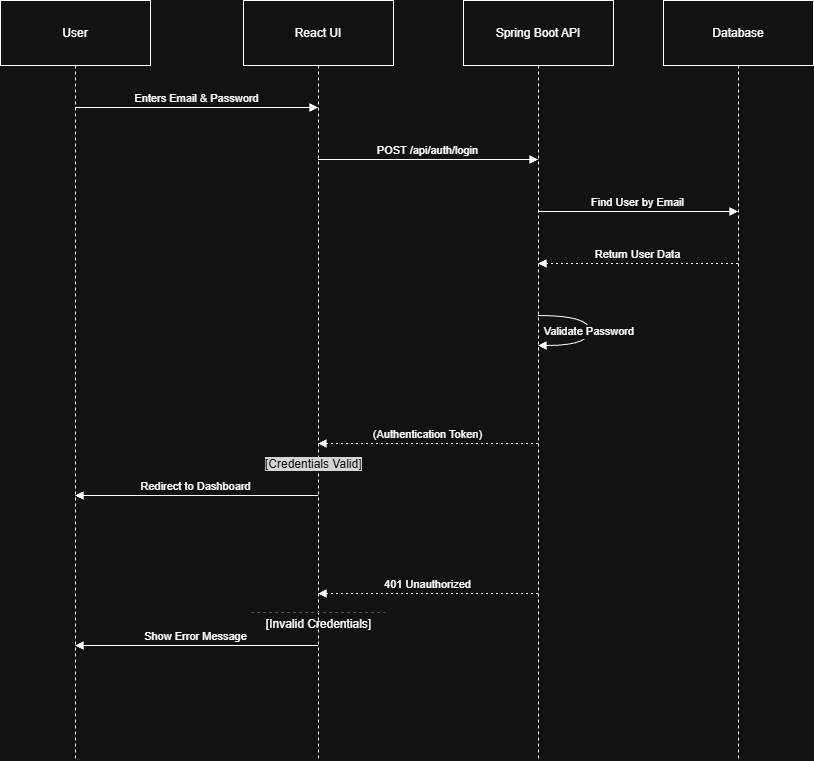 User
React UI
Spring Boot API
Database
Enters Email & Password
POST /api/auth/login
Find User by Email
Return User Data
Validate Password
(Authentication Token)
[Credentials Valid]
Redirect to Dashboard
401 Unauthorized
[Invalid Credentials]
Show Error Message